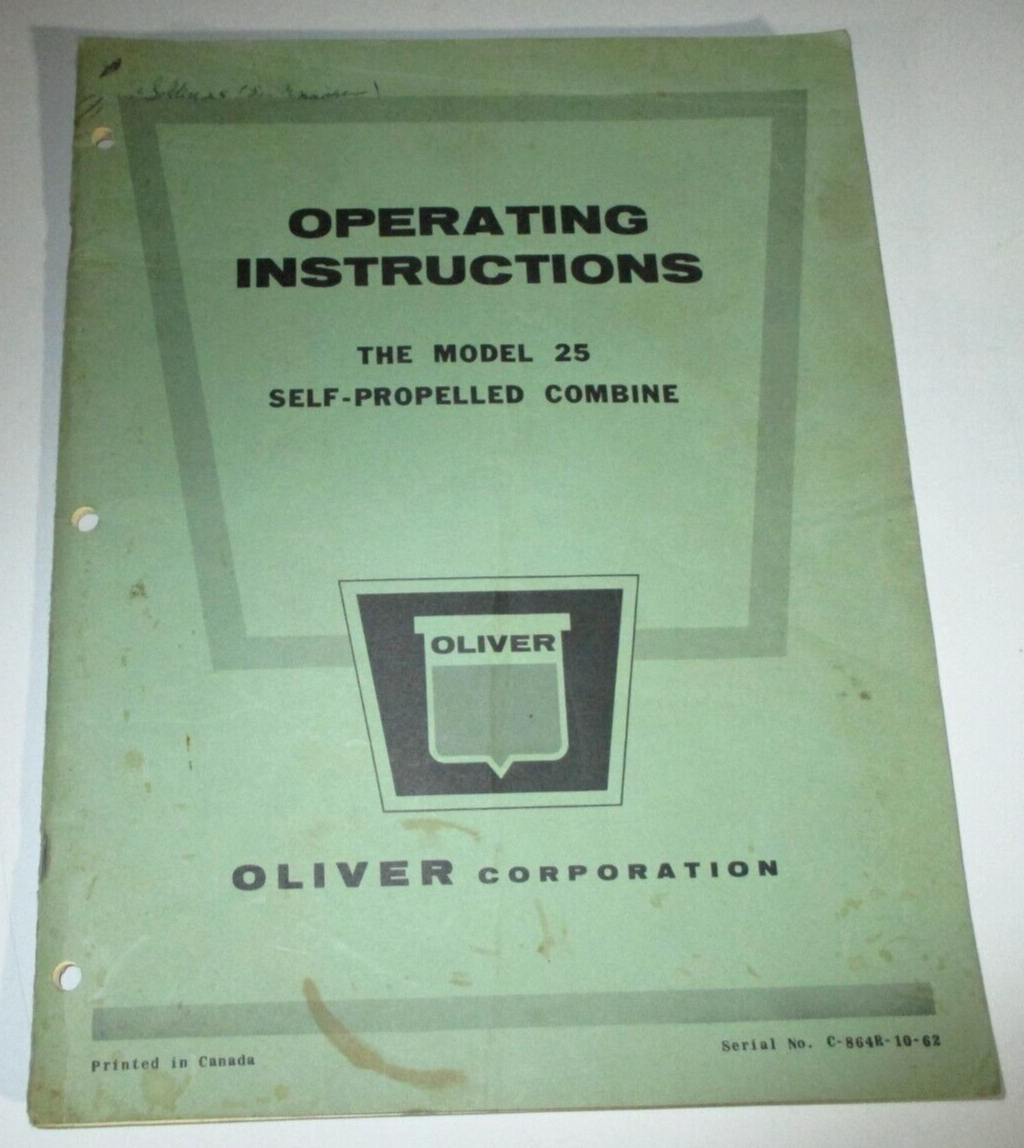 OPERATING
INSTRUCTIONS
THE MODEL 25
SELF-PROPELLED COMBINE
OLIVER
OLIVER CORPORATION
Printed in Canada
Serial No. C-864R-10-62